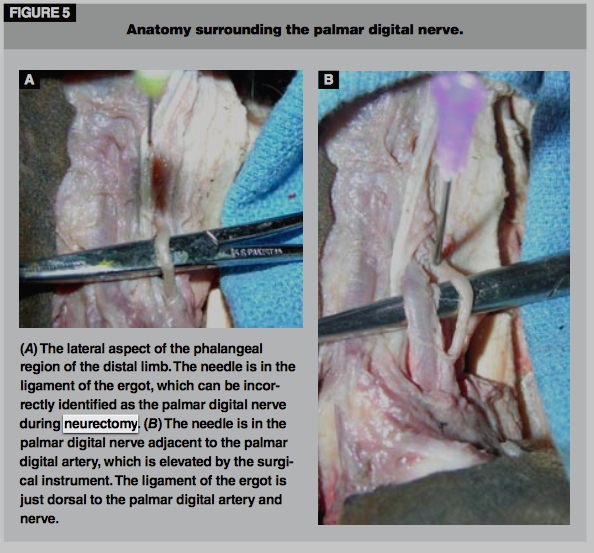 FIGURE 5
Anatomy surrounding the palmar digital nerve.
A
B
PAKISTAN
(A) The lateral aspect of the phalangeal
region of the distal limb. The needle is in the
ligament of the ergot, which can be incor-
rectly identified as the palmar digital nerve
during neurectomy. (B) The needle is in the
palmar digital nerve adjacent to the palmar
digital artery, which is elevated by the surgi-
cal instrument. The ligament of the ergot is
just dorsal to the palmar digital artery and
nerve.